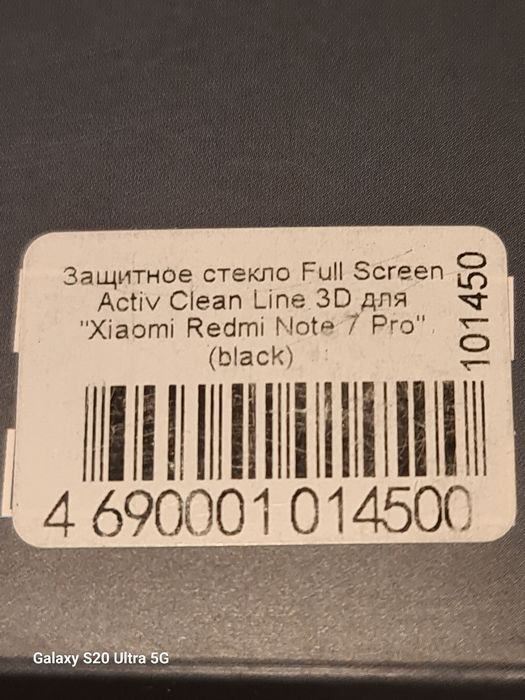 Защитное стекло Full Screen
Activ Clean Line 3D для
"Xiaomi Redmi Note 7 Pro"
(black)
101450
4 690001 014500
Galaxy S20 Ultra 5G